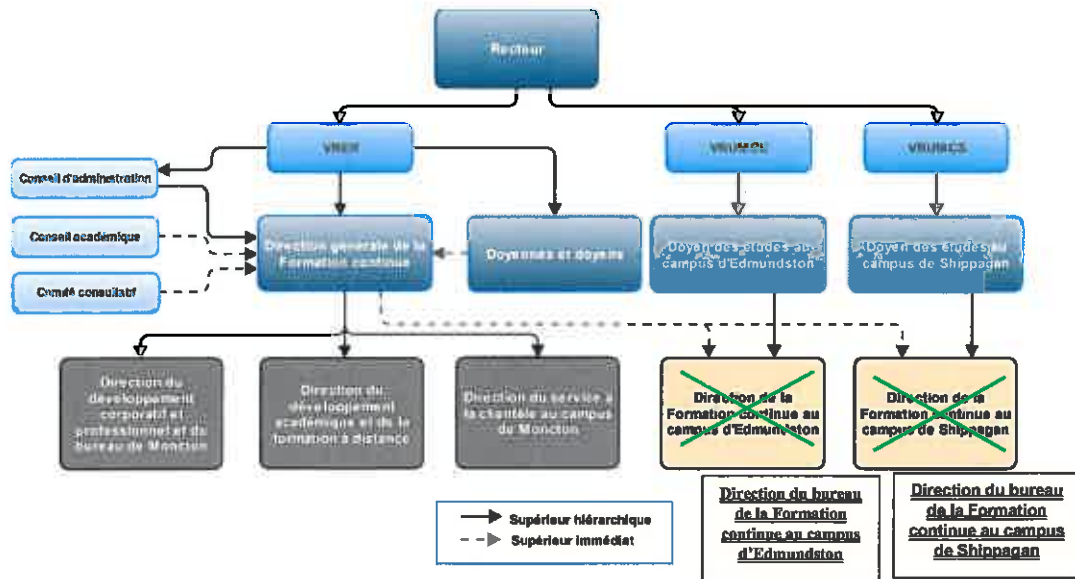 Recteur
VRER
VRUMCE
VRUMCS
Conseil d'administration
Conseil académique
Comité consultatif
Direction générale de la
Formation continue
Doyennes et doyens
Doyen des études au
campus d'Edmundston
Doyen des études au
campus de Shippagan
Direction du
développement
corporatif et
professionnel et du
bureau de Moncton
Direction du
développement
académique et de la
formation à distance
Direction du service à
la clientèle au campus
de Moncton
Direction de la
Formation continue au
campus d'Edmundston
Direction de la
Formation continue au
campus de Shippagan
Direction du bureau
de la Formation
continue au campus
d'Edmundston
Direction du bureau
de la Formation
continue au campus
de Shippagan
Supérieur hiérarchique
Supérieur immédiat